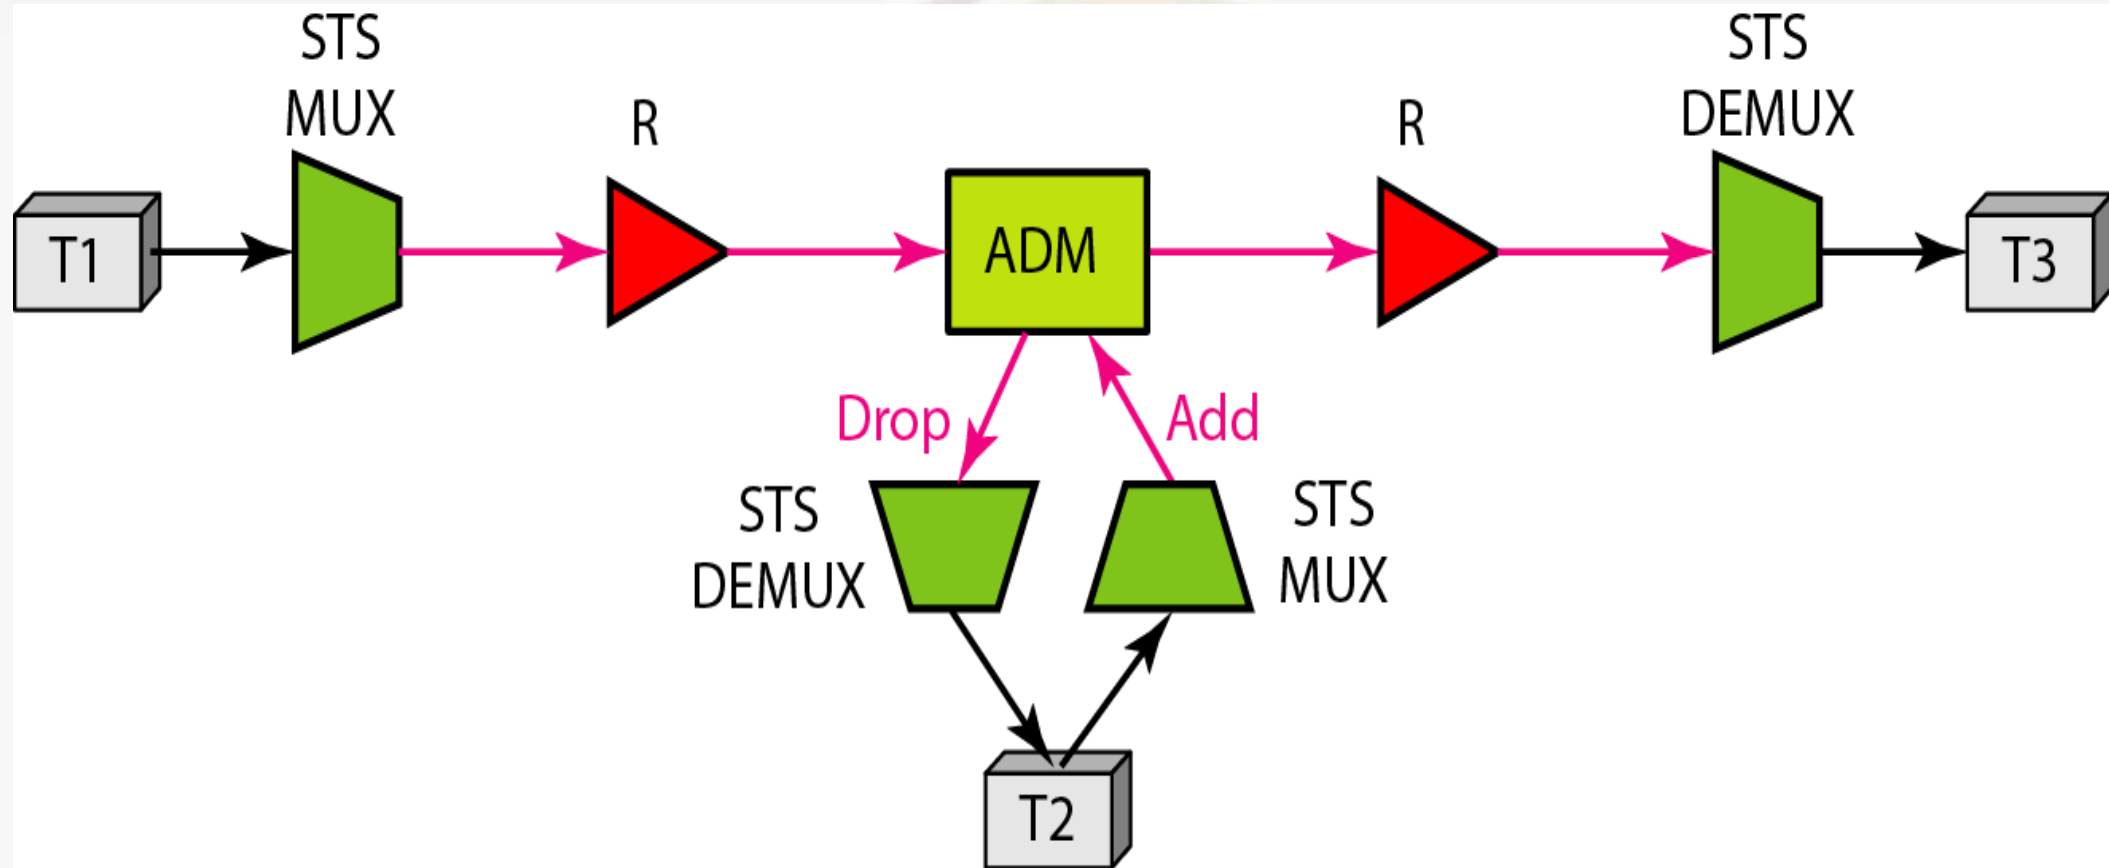 STS
MUX
R
R
STS
DEMUX
T1
ADM
T3
Drop
Add
STS
DEMUX
STS
MUX
T2